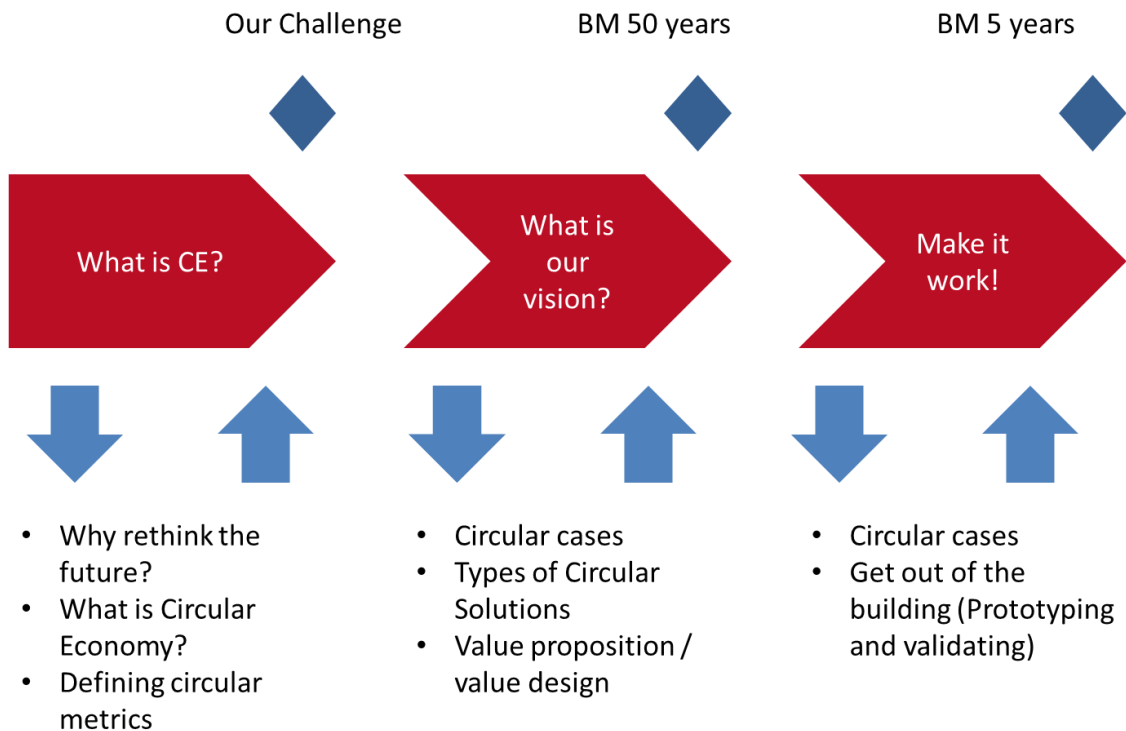 Our Challenge
BM 50 years
BM 5 years
What is CE?
What is
our
vision?
Make it
work!
• Why rethink the
future?
• What is Circular
Economy?
• Defining circular
metrics
• Circular cases
• Types of Circular
Solutions
• Value proposition /
value design
• Circular cases
• Get out of the
building (Prototyping
and validating)